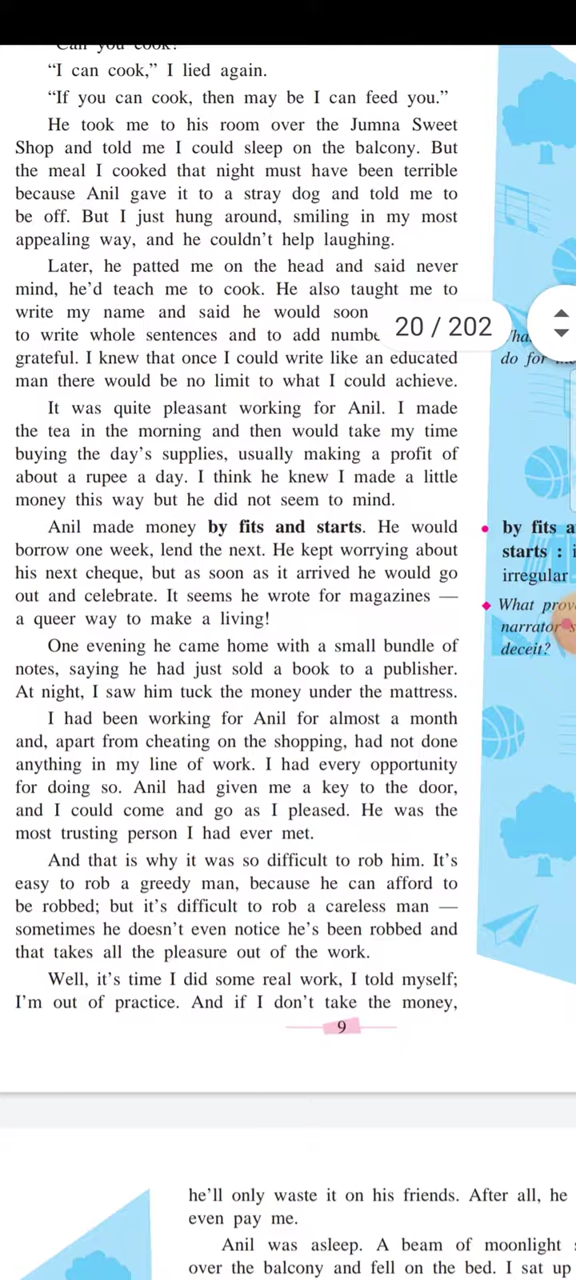 "Can you cook?"
"I can cook," I lied again.
"If you can cook, then may be I can feed you."
He took me to his room over the Jumna Sweet
Shop and told me I could sleep on the balcony. But
the meal I cooked that night must have been terrible
because Anil gave it to a stray dog and told me to
be off. But I just hung around, smiling in my most
appealing way, and he couldn't help laughing.
Later, he patted me on the head and said never
mind, he'd teach me to cook. He also taught me to
write my name and said he would soon
to write whole sentences and to add
grateful. I knew that once I could write like an educated
man there would be no limit to what I could achieve.
It was quite pleasant working for Anil. I made
the tea in the morning and then would take my time
buying the day's supplies, usually making a profit of
about a rupee a day. I think he knew I made a little
money this way but he did not seem to mind.
Anil made money by fits and starts. He would
borrow one week, lend the next. He kept worrying about
his next cheque, but as soon as it arrived he would go
out and celebrate. It seems he wrote for magazines —
a queer way to make a living!
One evening he came home with a small bundle of
notes, saying he had just sold a book to a publisher.
At night, I saw him tuck the money under the mattress.
I had been working for Anil for almost a month
and, apart from cheating on the shopping, had not done
anything in my line of work. I had every opportunity
for doing so. Anil had given me a key to the door,
and I could come and go as I pleased. He was the
most trusting person I had ever met.
And that is why it was so difficult to rob him. It's
easy to rob a greedy man, because he can afford to
be robbed; but it's difficult to rob a careless man —
sometimes he doesn't even notice he's been robbed and
that takes all the pleasure out of the work.
Well, it's time I did some real work, I told myself;
I'm out of practice. And if I don't take the money,
9
20 / 202
do for
• by fits a
starts : i
irregular
◆ What prov
narrator's
deceit?
he'll only waste it on his friends. After all, he
even pay me.
Anil was asleep. A beam of moonlight
over the balcony and fell on the bed. I sat up